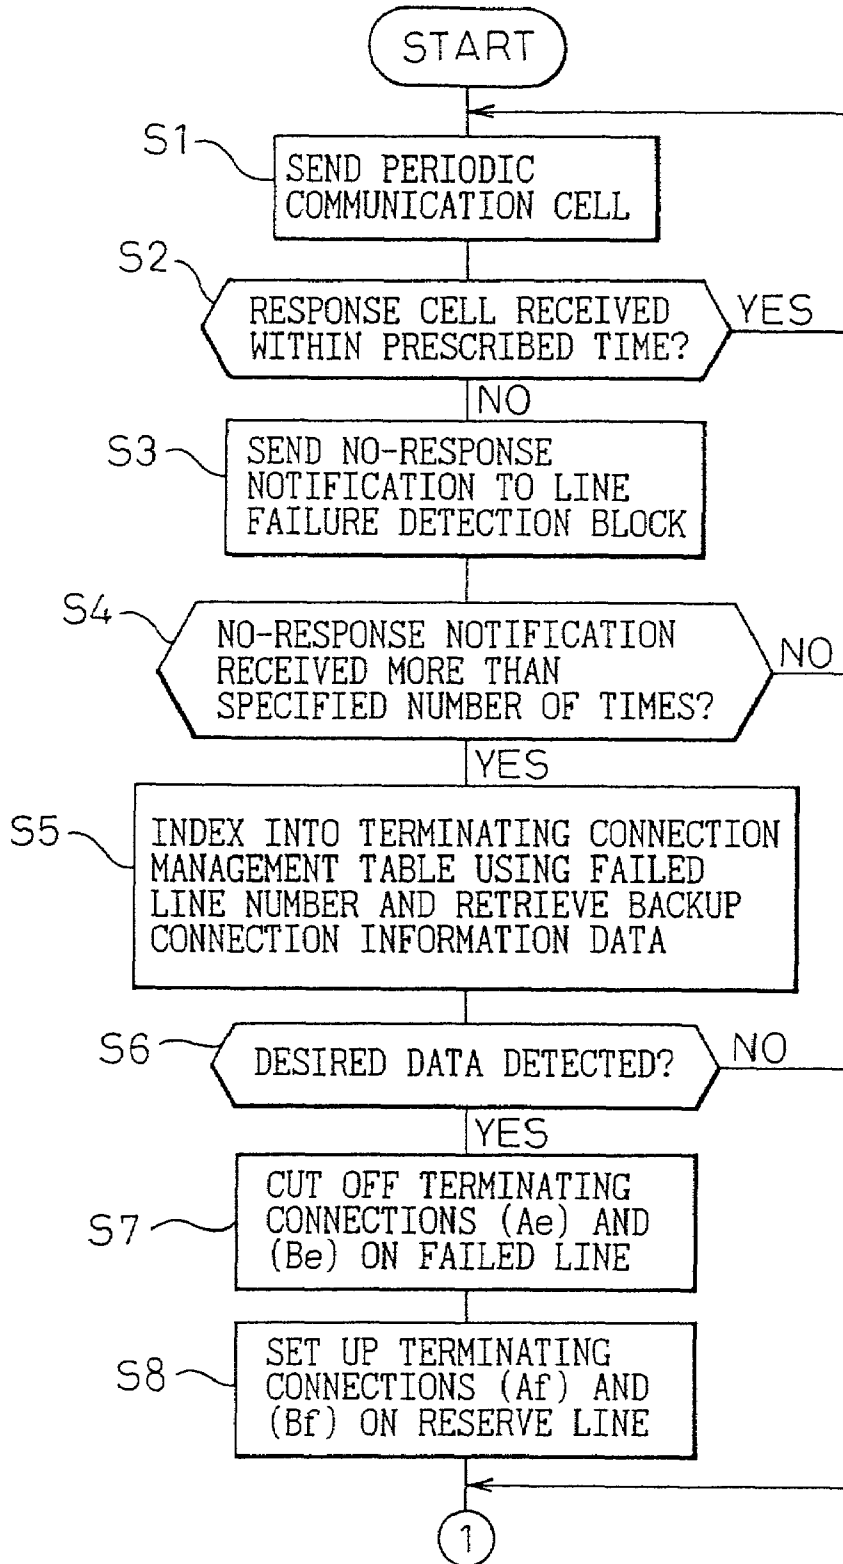 START
S1
SEND PERIODIC
COMMUNICATION CELL
S2
RESPONSE CELL RECEIVED
WITHIN PRESCRIBED TIME?
YES
NO
S3
SEND NO-RESPONSE
NOTIFICATION TO LINE
FAILURE DETECTION BLOCK
S4
NO-RESPONSE NOTIFICATION
RECEIVED MORE THAN
SPECIFIED NUMBER OF TIMES?
NO
YES
S5
INDEX INTO TERMINATING CONNECTION
MANAGEMENT TABLE USING FAILED
LINE NUMBER AND RETRIEVE BACKUP
CONNECTION INFORMATION DATA
S6
DESIRED DATA DETECTED?
NO
YES
S7
CUT OFF TERMINATING
CONNECTIONS (Ae) AND
(Be) ON FAILED LINE
S8
SET UP TERMINATING
CONNECTIONS (Af) AND
(Bf) ON RESERVE LINE
1